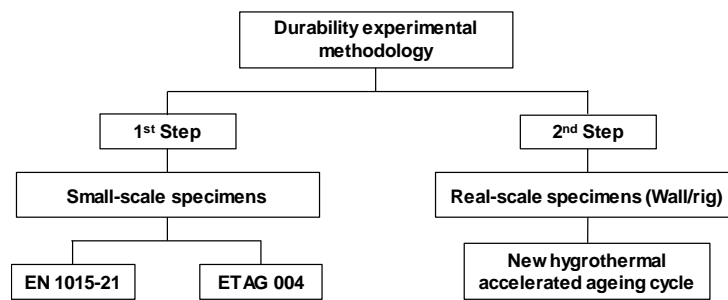 Durability experimental
methodology
1st Step
2nd Step
Small-scale specimens
Real-scale specimens (Wall/rig)
EN 1015-21
ETAG 004
New hygrothermal
accelerated ageing cycle